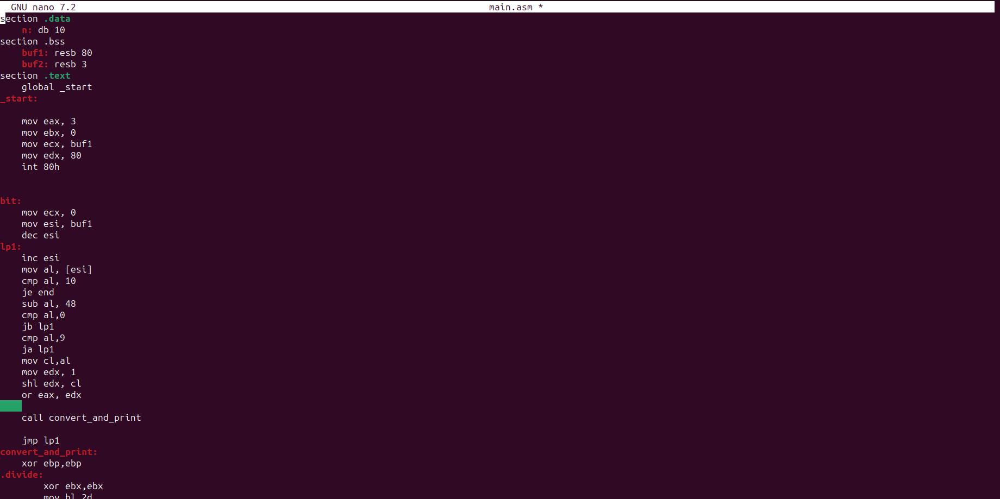 GNU nano 7.2 main.asm *
section .data
    n: db 10
section .bss
    buf1: resb 80
    buf2: resb 3
section .text
    global _start
_start:
    mov eax, 3
    mov ebx, 0
    mov ecx, buf1
    mov edx, 80
    int 80h
bit:
    mov ecx, 0
    mov esi, buf1
    dec esi
lp1:
    inc esi
    mov al, [esi]
    cmp al, 10
    je end
    sub al, 48
    cmp al,0
    jb lp1
    cmp al,9
    ja lp1
    mov cl,al
    mov edx, 1
    shl edx, cl
    or eax, edx
    call convert_and_print
    jmp lp1
convert_and_print:
    xor ebp,ebp
.divide:
        xor ebx,ebx
        mov bl,2d